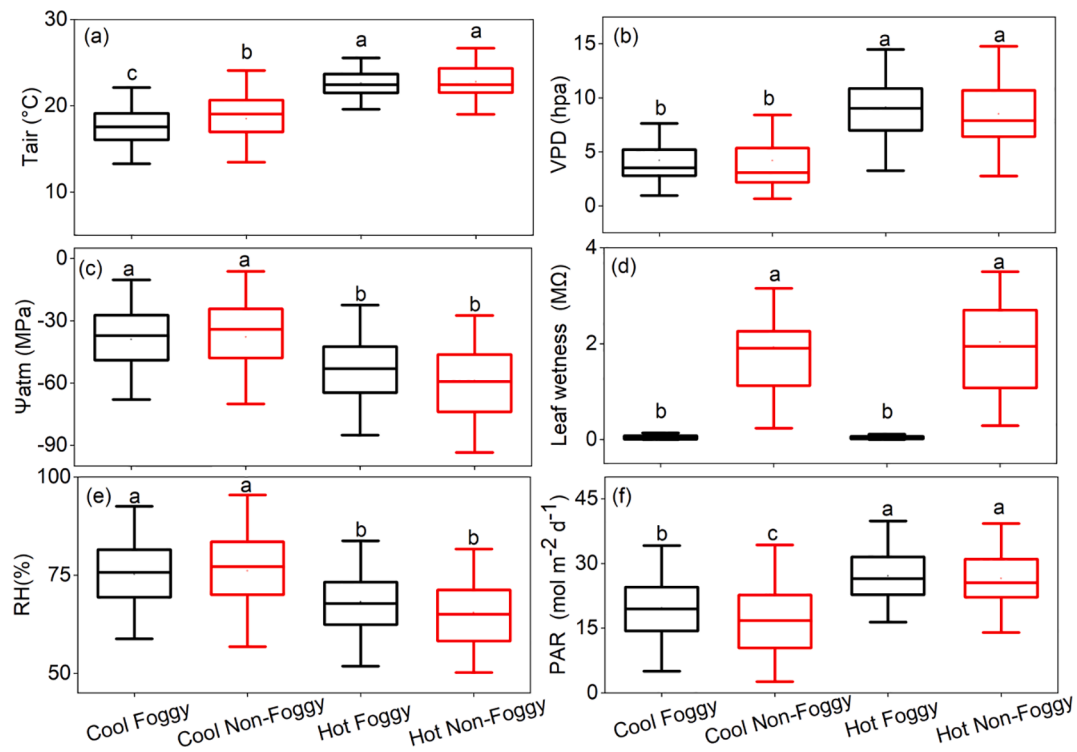 (a)
Tair (°C)
30
20
10
c
b
a
a
(b)
VPD (hpa)
15
10
5
0
b
b
a
a
(c)
Ψatm (MPa)
0
-30
-60
-90
a
a
b
b
(d)
Leaf wetness (MΩ)
4
2
0
b
a
b
a
(e)
RH(%)
100
75
50
a
a
b
b
Cool Foggy
Cool Non-Foggy
Hot Foggy
Hot Non-Foggy
(f)
PAR (mol m⁻² d⁻¹)
45
30
15
0
b
c
a
a
Cool Foggy
Cool Non-Foggy
Hot Foggy
Hot Non-Foggy